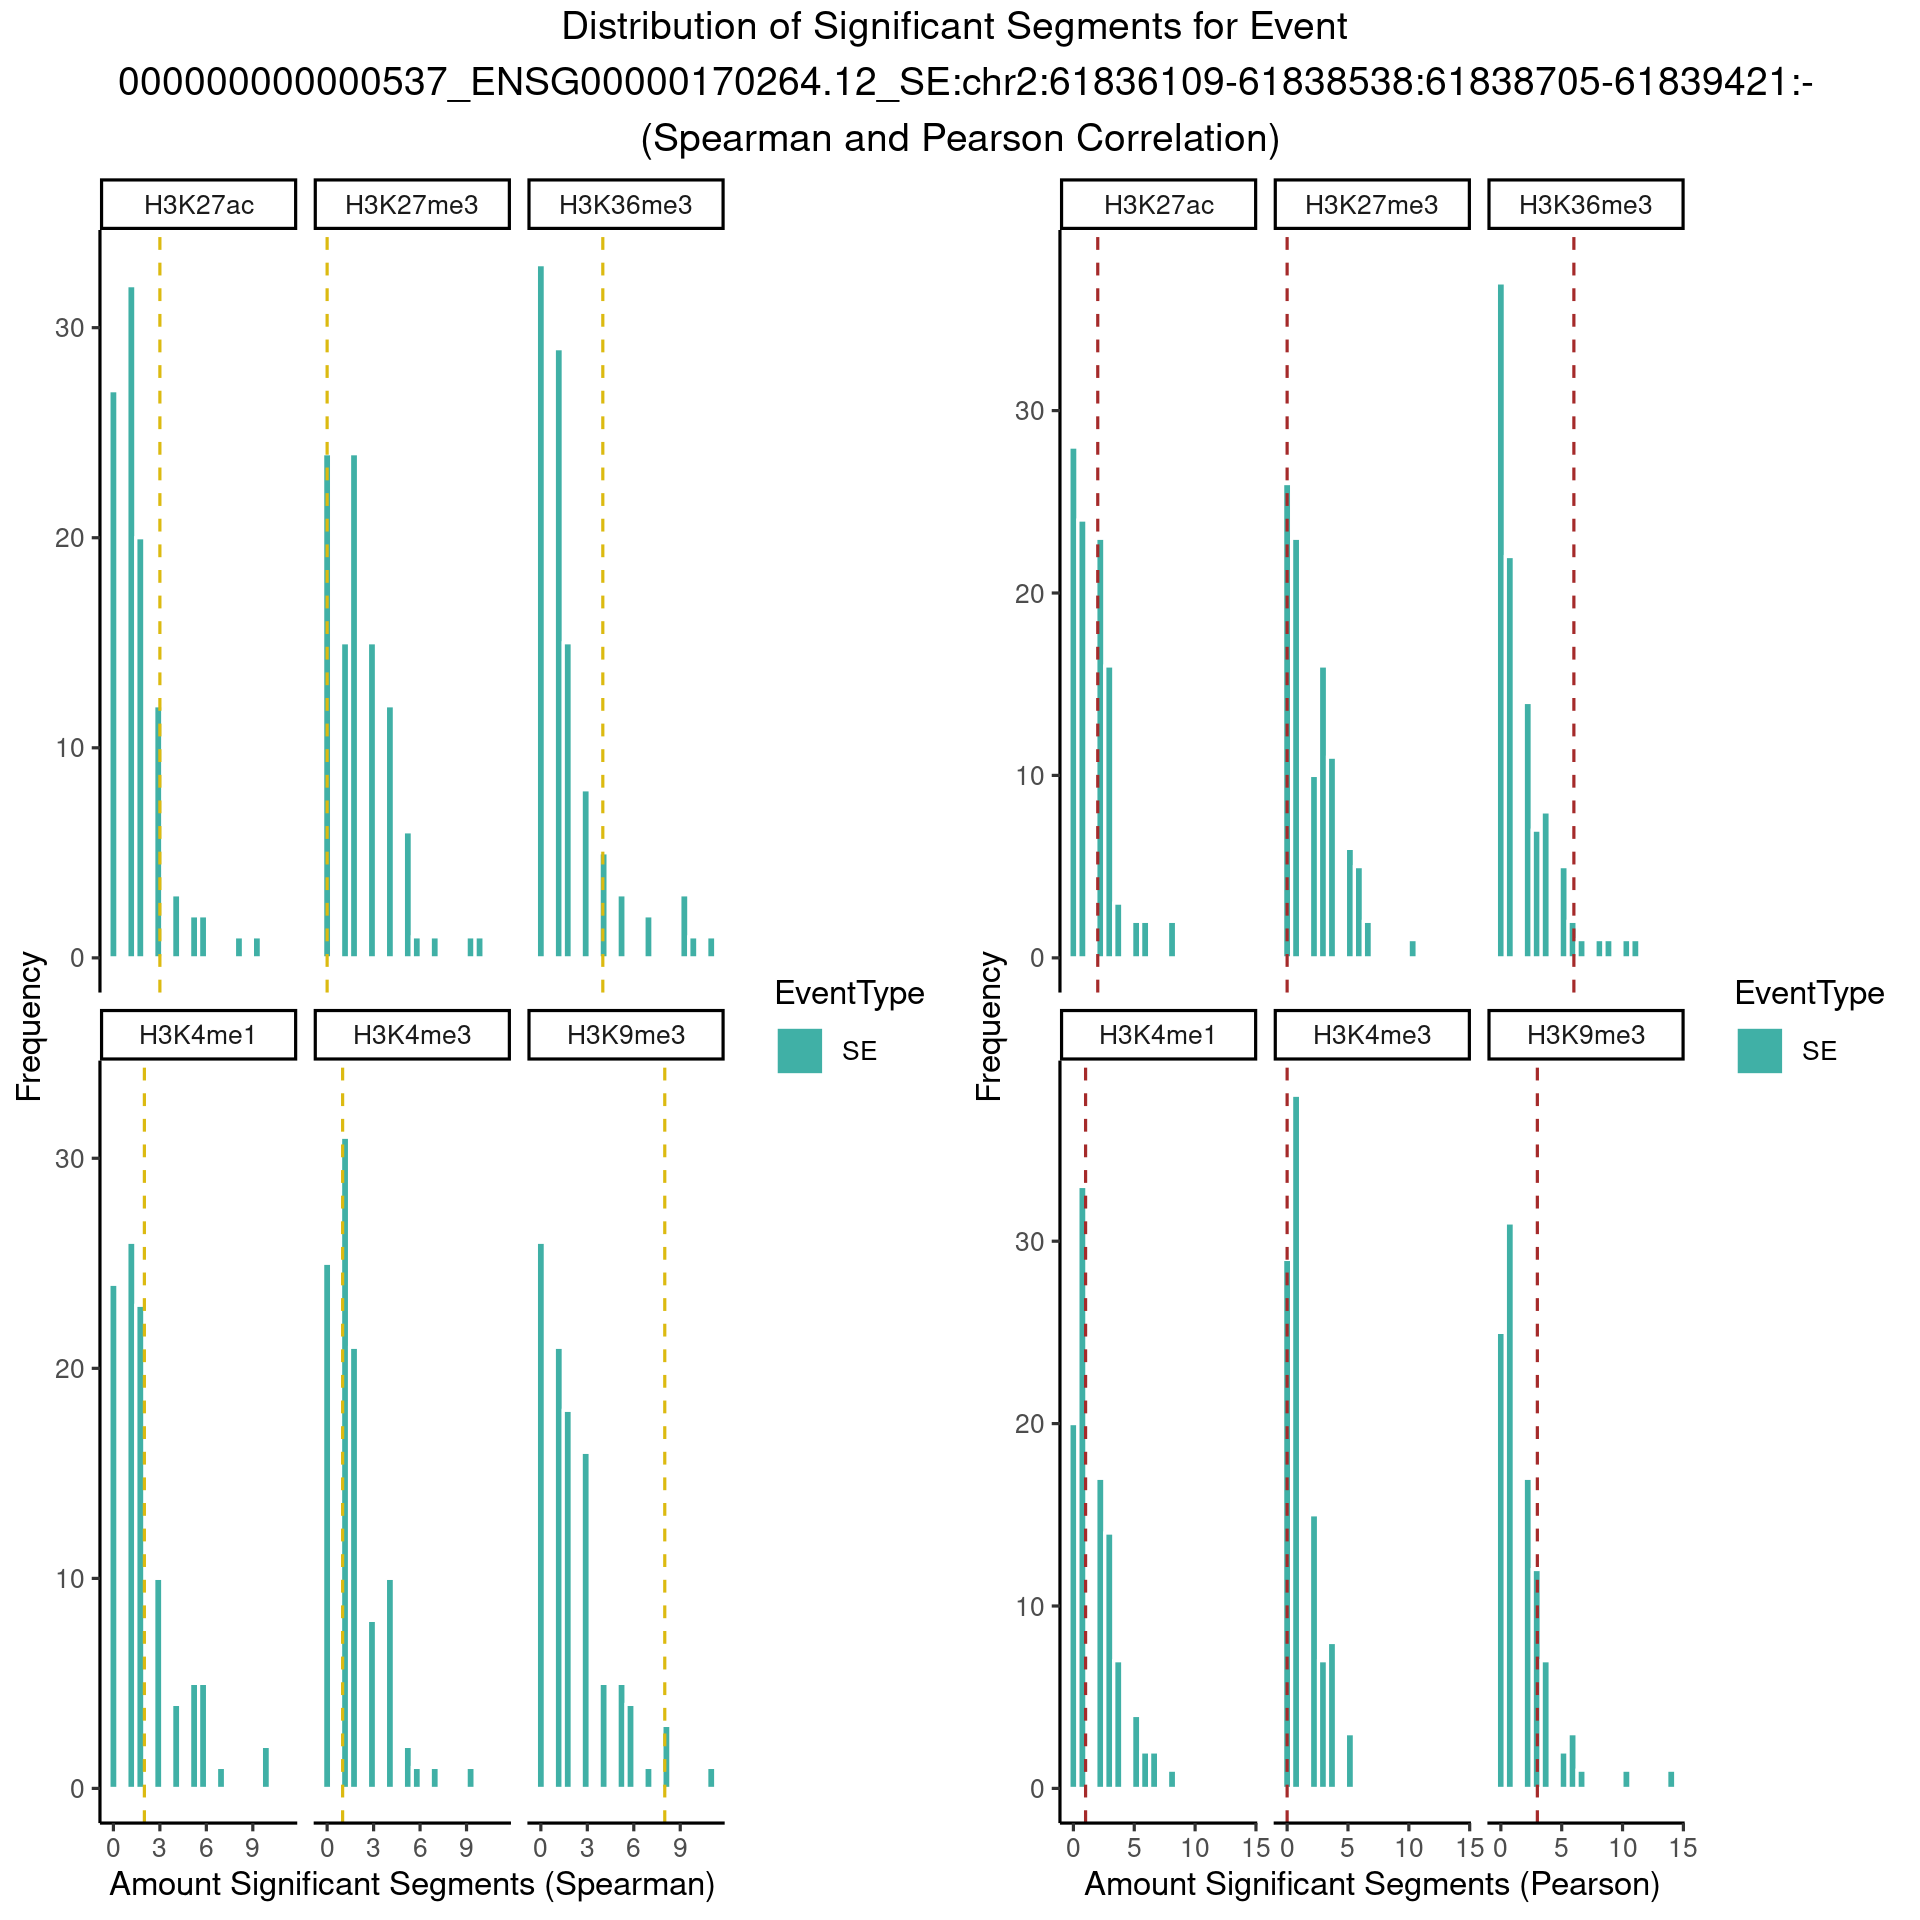 Distribution of Significant Segments for Event
000000000000537_ENSG00000170264.12_SE:chr2:61836109-61838538:61838705-61839421:-
(Spearman and Pearson Correlation)
H3K27ac H3K27me3 H3K36me3
30
20
10
0
H3K4me1 H3K4me3 H3K9me3
30
20
10
0
0 3 6 9 0 3 6 9 0 3 6 9
Frequency
Amount Significant Segments (Spearman)
EventType
SE
H3K27ac H3K27me3 H3K36me3
30
20
10
0
H3K4me1 H3K4me3 H3K9me3
30
20
10
0
0 5 10 15 0 5 10 15 0 5 10 15
Frequency
Amount Significant Segments (Pearson)
EventType
SE